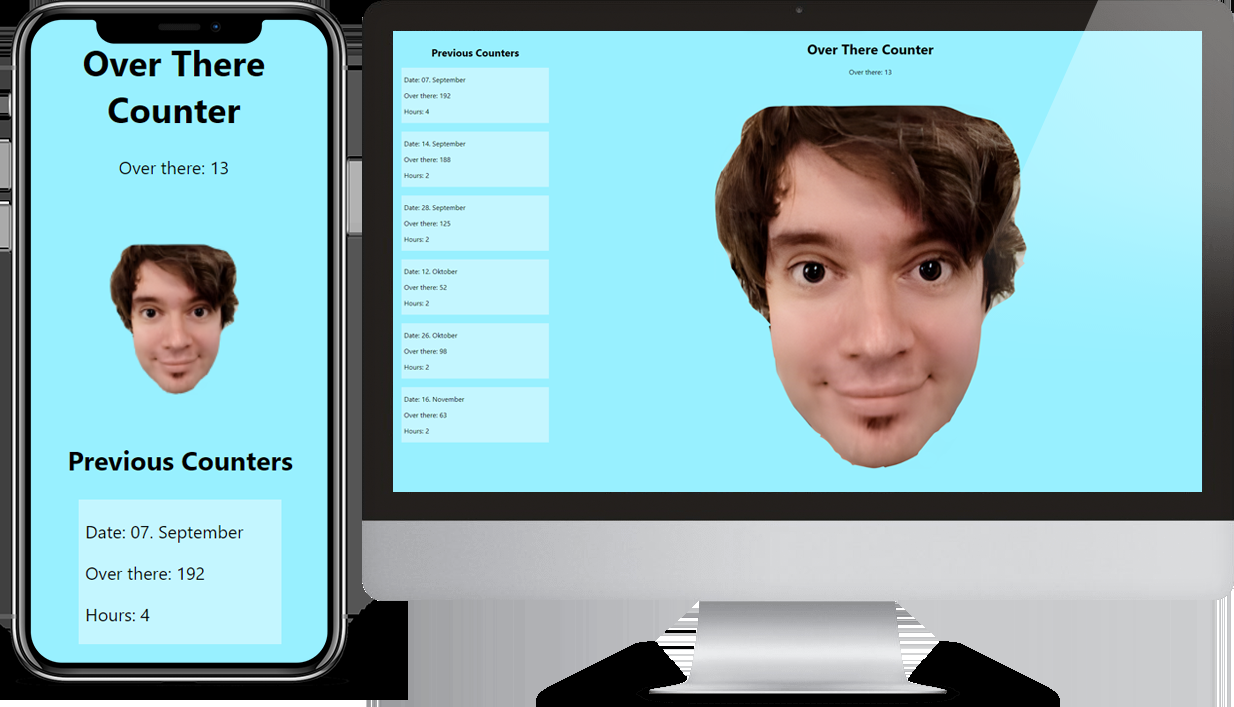 Over There
Counter
Over there: 13
Previous Counters
Date: 07. September
Over there: 192
Hours: 4
Previous Counters
Date: 07. September
Over there: 192
Hours: 4
Date: 14. September
Over there: 188
Hours: 2
Date: 28. September
Over there: 125
Hours: 2
Date: 12. Oktober
Over there: 52
Hours: 2
Date: 26. Oktober
Over there: 98
Hours: 2
Date: 16. November
Over there: 63
Hours: 2
Over There Counter
Over there: 13